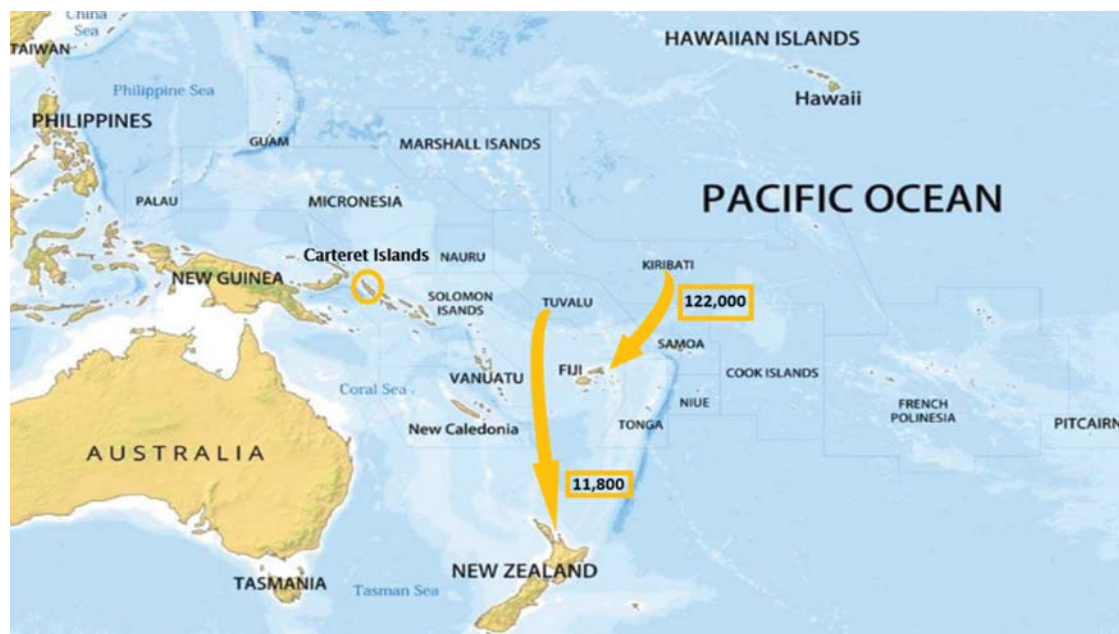 China
Sea
TAIWAN
HAWAIIAN ISLANDS
Hawaii
Philippine Sea
PHILIPPINES
GUAM
MARSHALL ISANDS
PALAU
MICRONESIA
PACIFIC OCEAN
Carteret Islands
NAURU
KIRIBATI
NEW GUINEA
SOLOMON
ISANDS
TUVALU
122,000
SAMOA
FIJI
VANUATU
COOK ISLANDS
Coral Sea
NIUE
FRENCH
POLINESIA
New Caledonia
TONGA
PITCAIRN
AUSTRALIA
11,800
NEW ZEALAND
TASMANIA
Tasman Sea